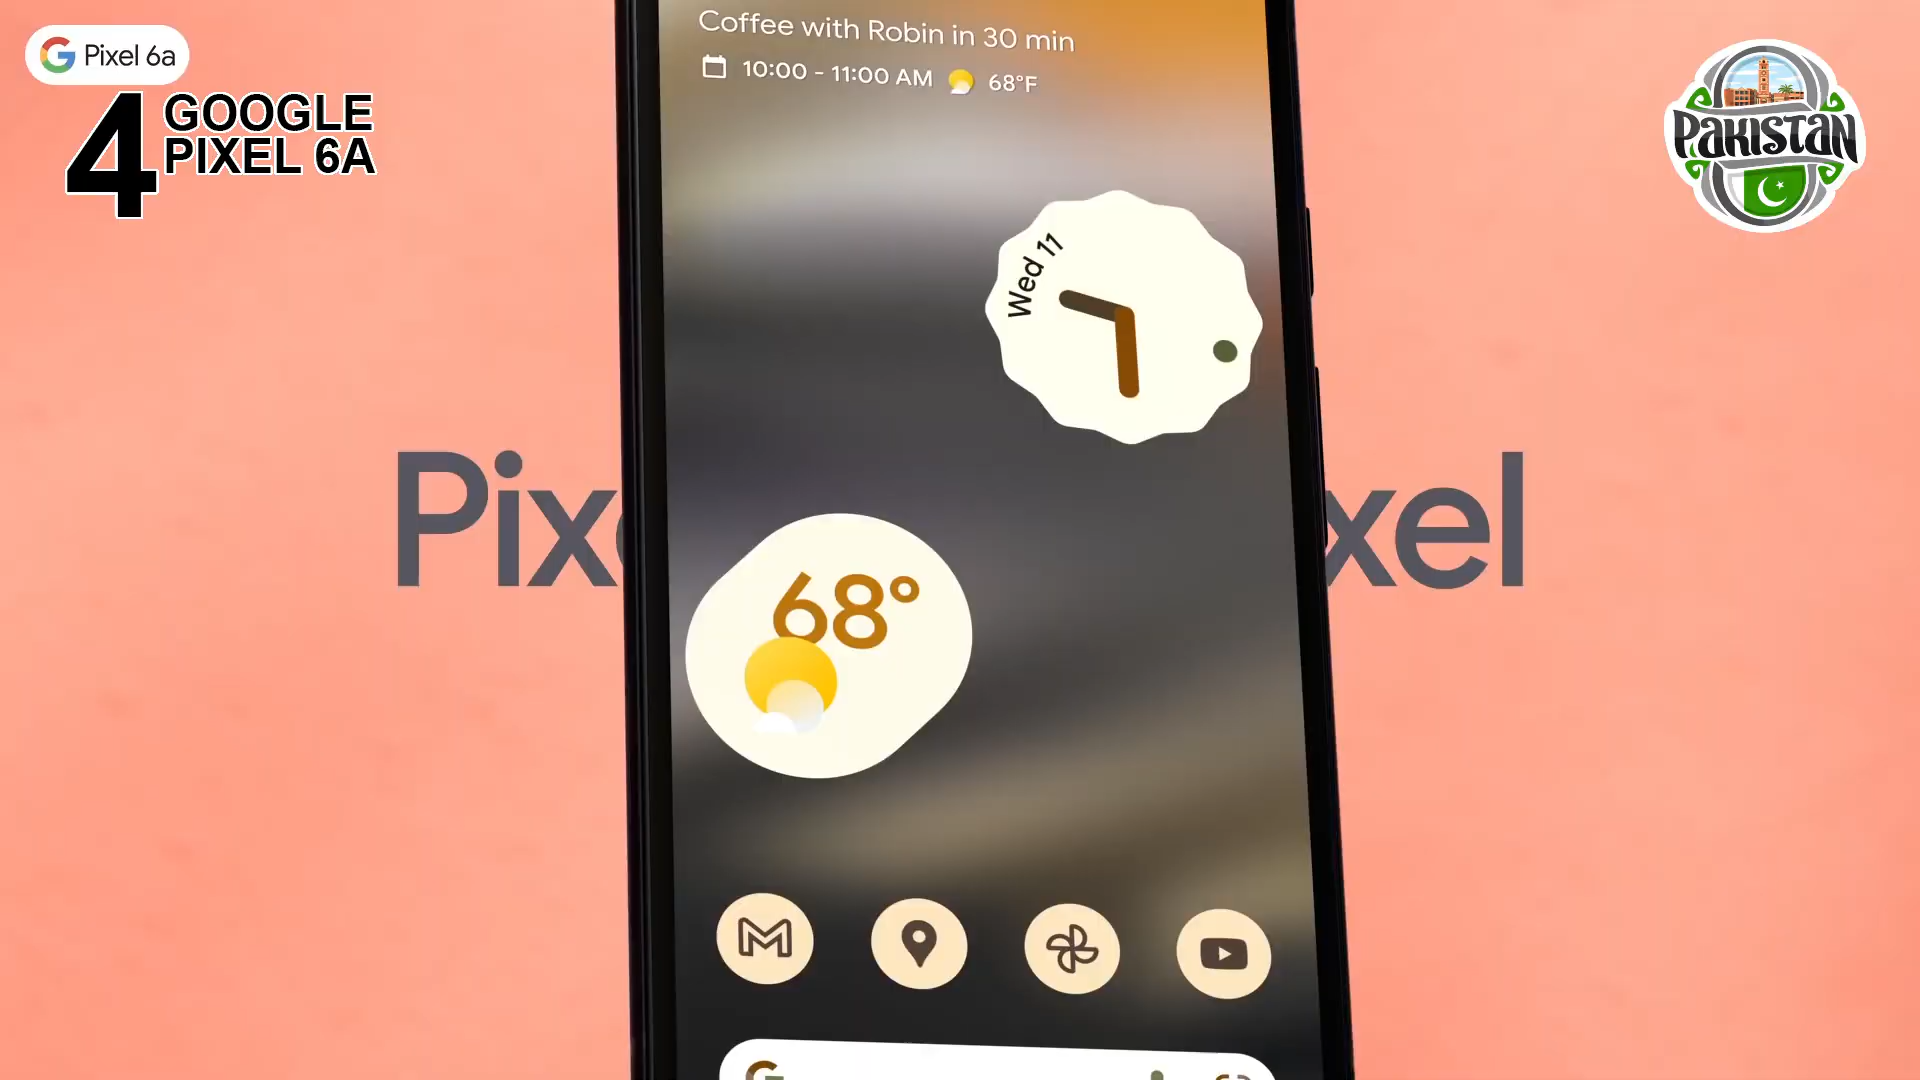 Pixel 6a
4
GOOGLE
PIXEL 6A
PAKISTAN
Coffee with Robin in 30 min
10:00 - 11:00 AM 68°F
Wed 11
Pix
xel
68°